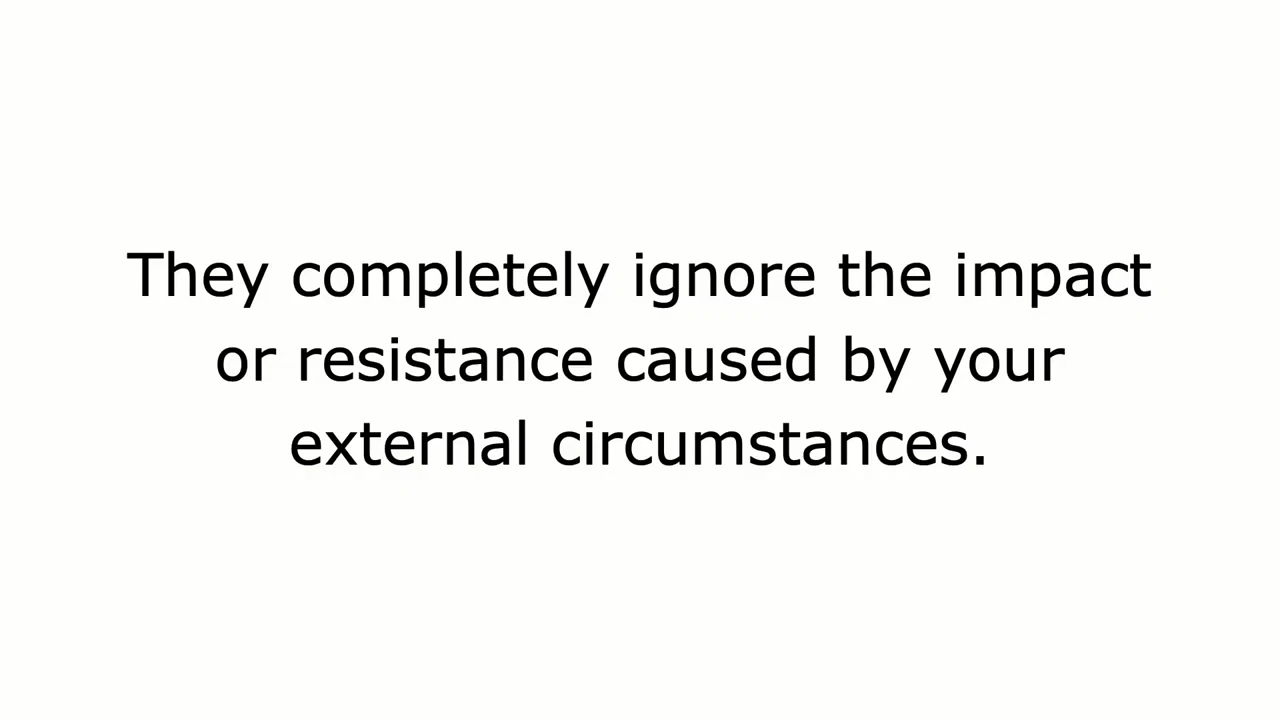 They completely ignore the impact
or resistance caused by your
external circumstances.